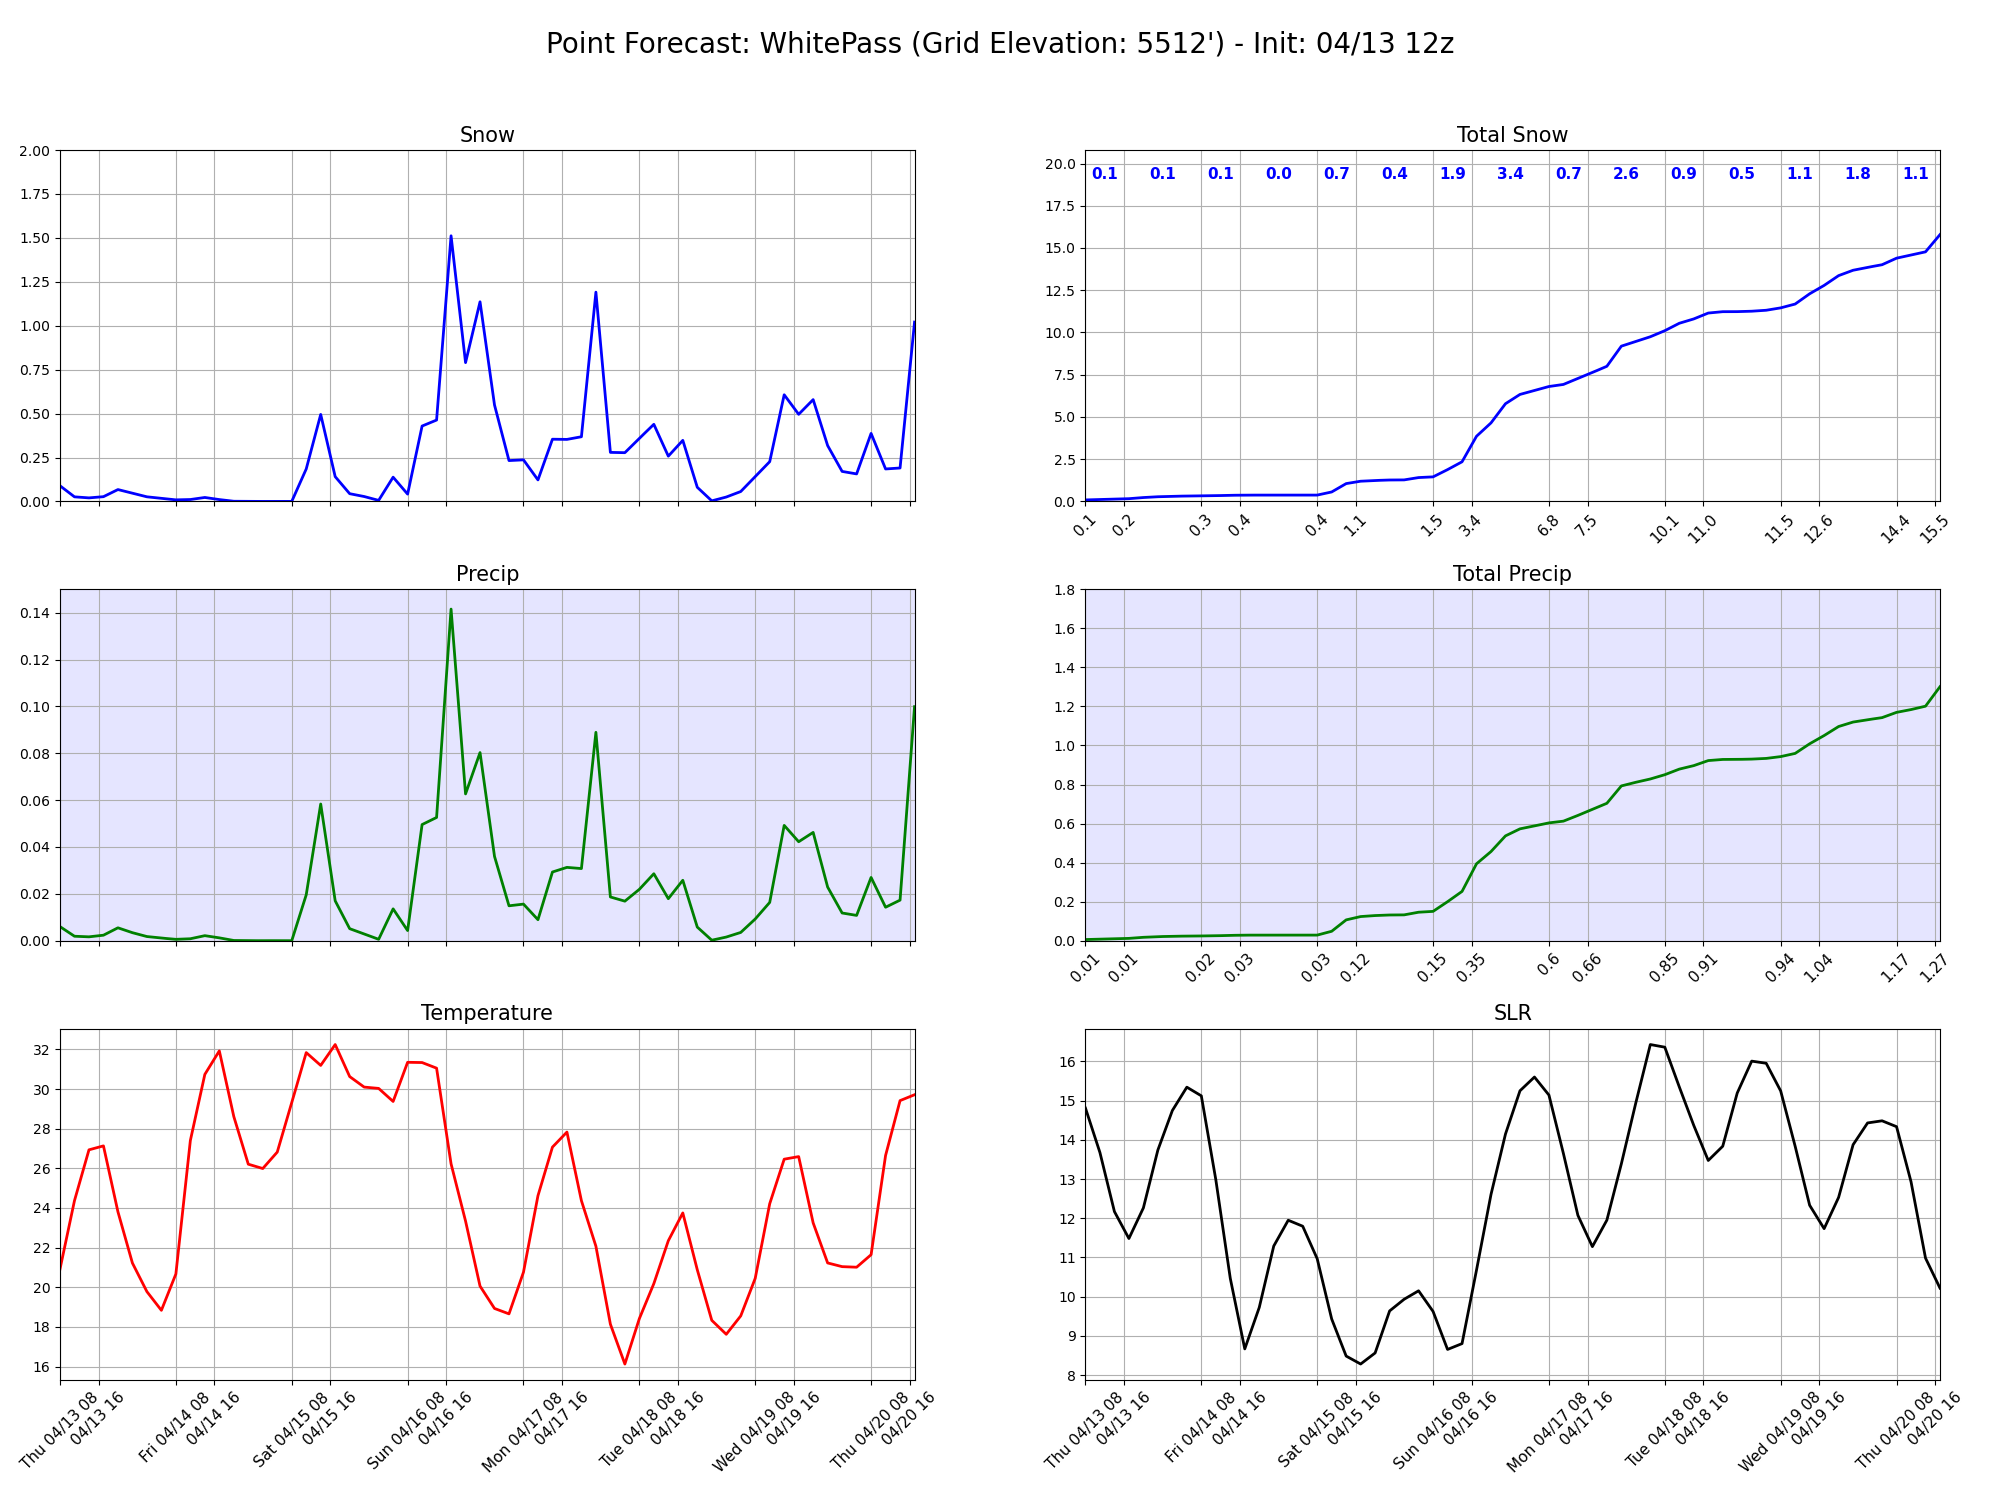 Point Forecast: WhitePass (Grid Elevation: 5512') - Init: 04/13 12z
Snow
2.00
1.75
1.50
1.25
1.00
0.75
0.50
0.25
0.00
Total Snow
20.0
17.5
15.0
12.5
10.0
7.5
5.0
2.5
0.0
0.1 0.1 0.1 0.0 0.7 0.4 1.9 3.4 0.7 2.6 0.9 0.5 1.1 1.8 1.1
0.1 0.2 0.3 0.4 0.4 1.1 1.5 3.4 6.8 7.5 10.1 11.0 11.5 12.6 14.4 15.5
Precip
0.14
0.12
0.10
0.08
0.06
0.04
0.02
0.00
Total Precip
1.8
1.6
1.4
1.2
1.0
0.8
0.6
0.4
0.2
0.0
0.01 0.01 0.02 0.03 0.03 0.12 0.15 0.35 0.6 0.66 0.85 0.91 0.94 1.04 1.17 1.27
Temperature
32
30
28
26
24
22
20
18
16
Thu 04/13 08
04/13 16
Fri 04/14 08
04/14 16
Sat 04/15 08
04/15 16
Sun 04/16 08
04/16 16
Mon 04/17 08
04/17 16
Tue 04/18 08
04/18 16
Wed 04/19 08
04/19 16
Thu 04/20 08
04/20 16
SLR
16
15
14
13
12
11
10
9
8
Thu 04/13 08
04/13 16
Fri 04/14 08
04/14 16
Sat 04/15 08
04/15 16
Sun 04/16 08
04/16 16
Mon 04/17 08
04/17 16
Tue 04/18 08
04/18 16
Wed 04/19 08
04/19 16
Thu 04/20 08
04/20 16